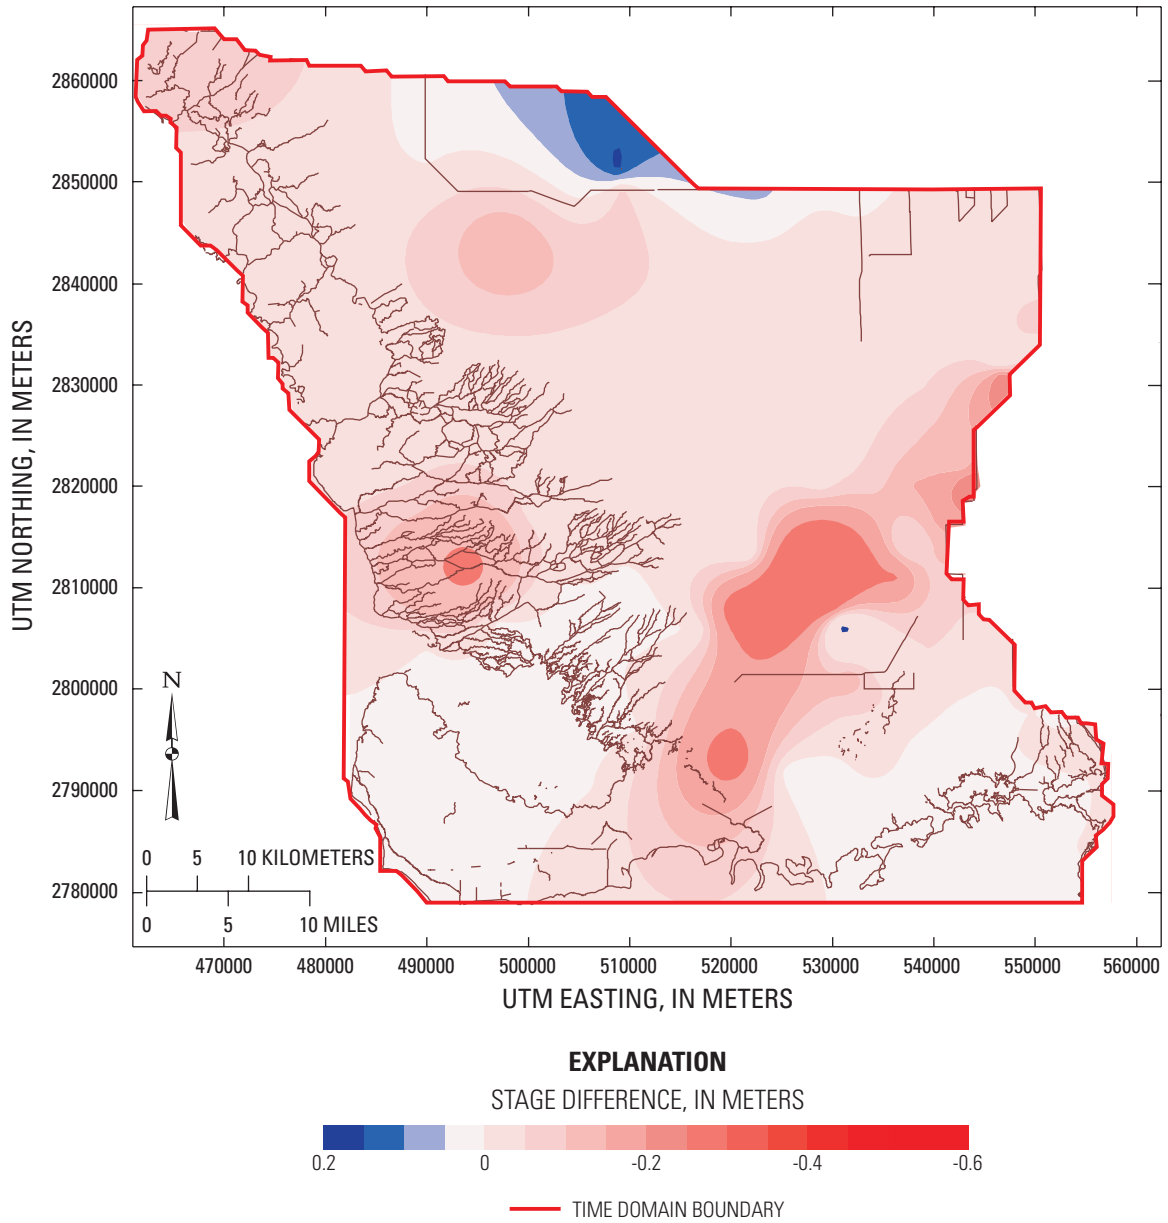 2860000
2850000
2840000
2830000
2820000
2810000
2800000
2790000
2780000
UTM NORTHING, IN METERS
N
0 5 10 KILOMETERS
0 5 10 MILES
470000 480000 490000 500000 510000 520000 530000 540000 550000 560000
UTM EASTING, IN METERS
EXPLANATION
STAGE DIFFERENCE, IN METERS
0.2 0 -0.2 -0.4 -0.6
TIME DOMAIN BOUNDARY